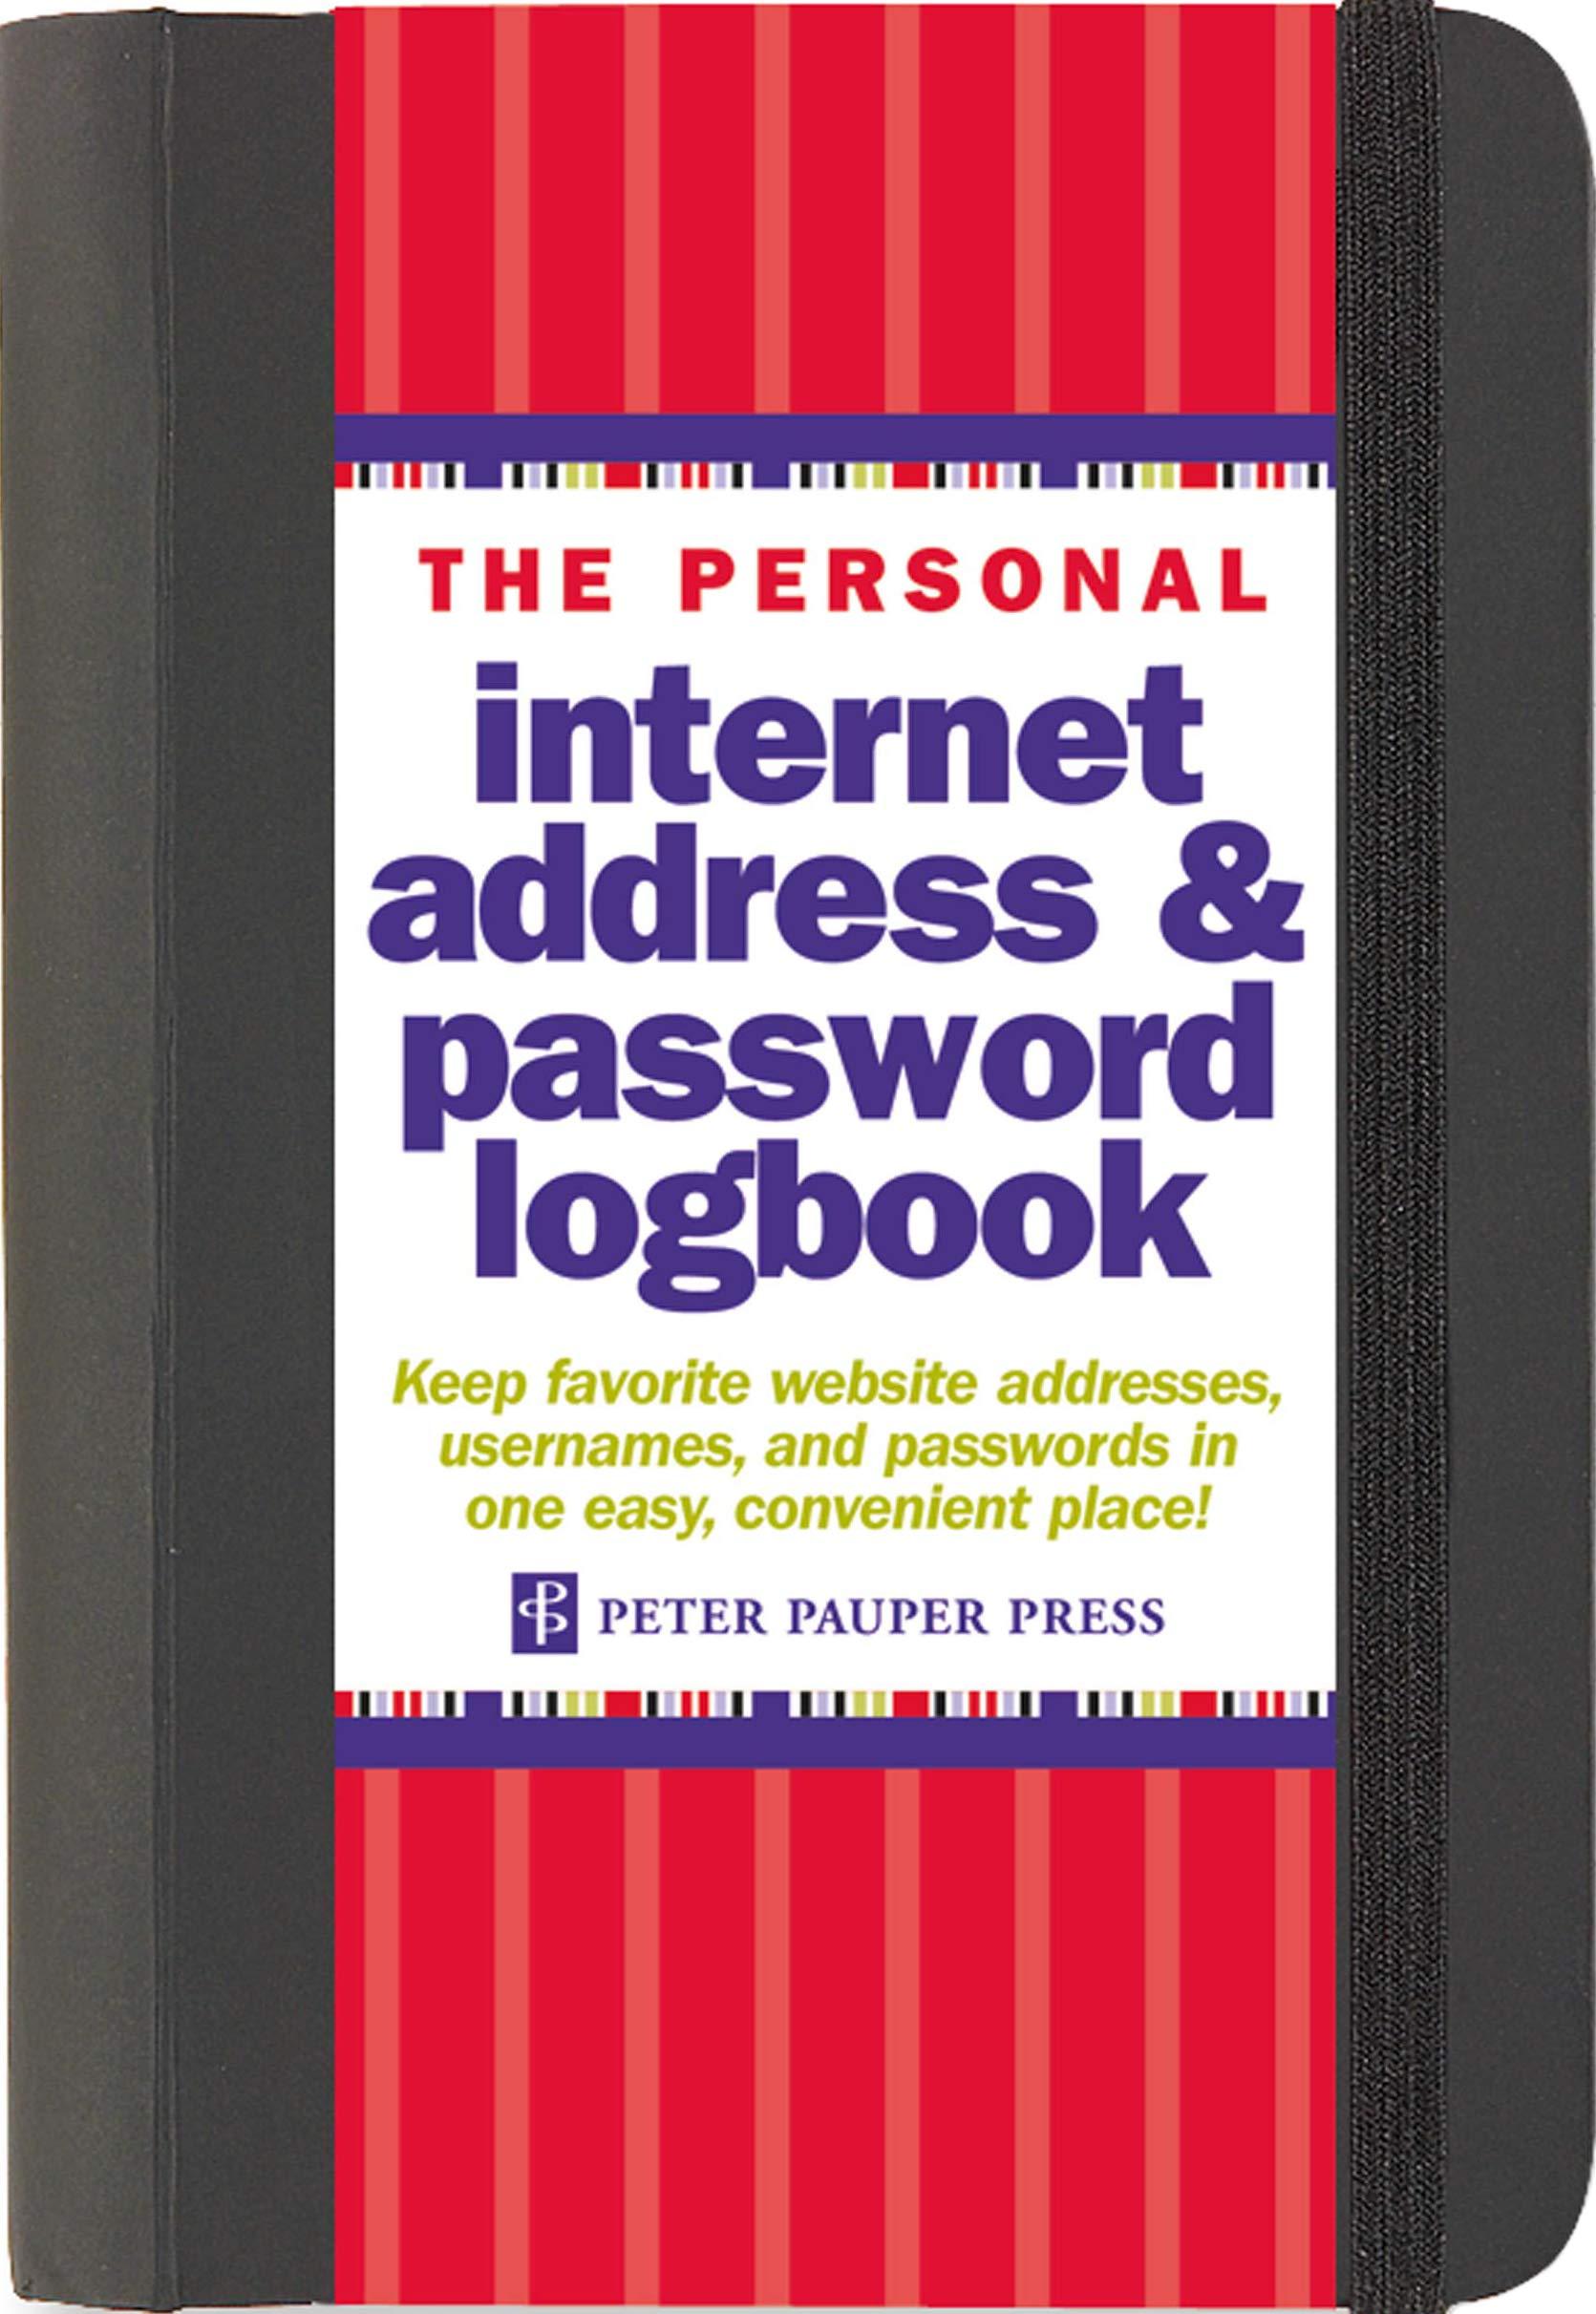 THE PERSONAL
internet
address &
password
logbook
Keep favorite website addresses,
usernames, and passwords in
one easy, convenient place!
PETER PAUPER PRESS